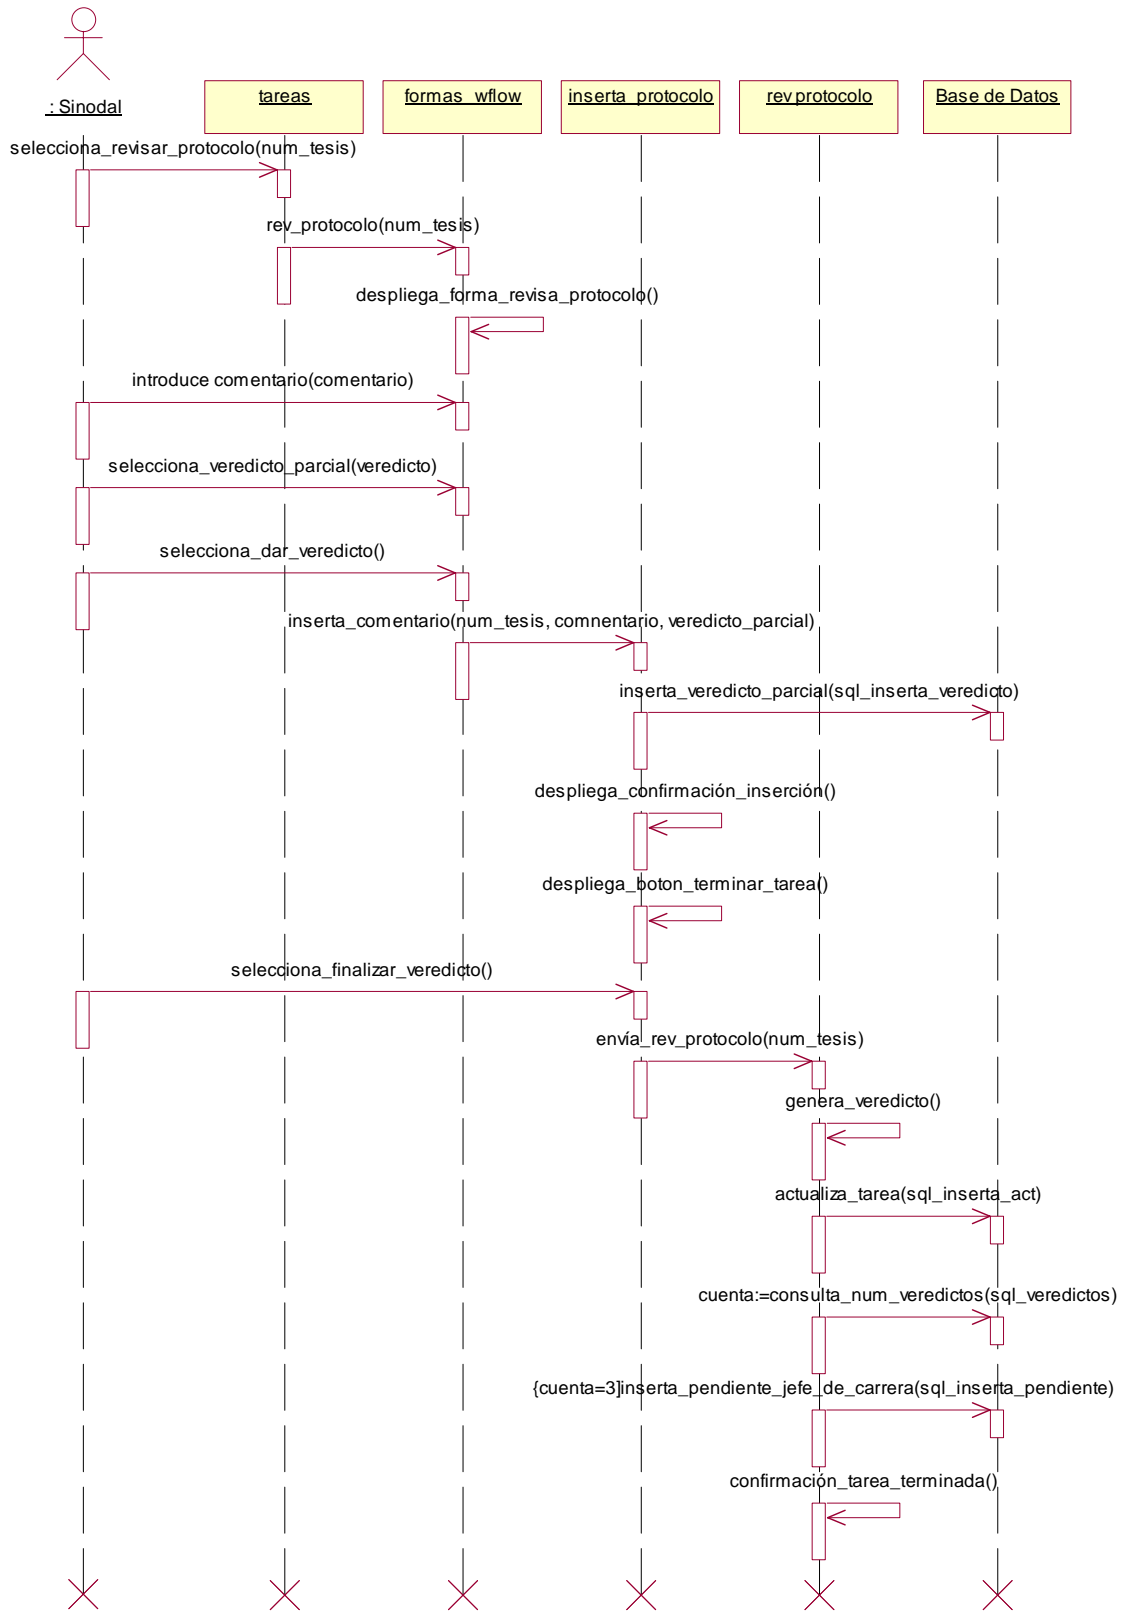 : Sinodal
tareas
formas_wflow
inserta_protocolo
revprotocolo
Base de Datos
selecciona_revisar_protocolo(num_tesis)
rev_protocolo(num_tesis)
despliega_forma_revisa_protocolo()
introduce comentario(comentario)
selecciona_veredicto_parcial(veredicto)
selecciona_dar_veredicto()
inserta_comentario(num_tesis, comnentario, veredicto_parcial)
inserta_veredicto_parcial(sql_inserta_veredicto)
despliega_confirmación_inserción()
despliega_boton_terminar_tarea()
selecciona_finalizar_veredicto()
envía_rev_protocolo(num_tesis)
genera_veredicto()
actualiza_tarea(sql_inserta_act)
cuenta:=consulta_num_veredictos(sql_veredictos)
{cuenta=3]inserta_pendiente_jefe_de_carrera(sql_inserta_pendiente)
confirmación_tarea_terminada()